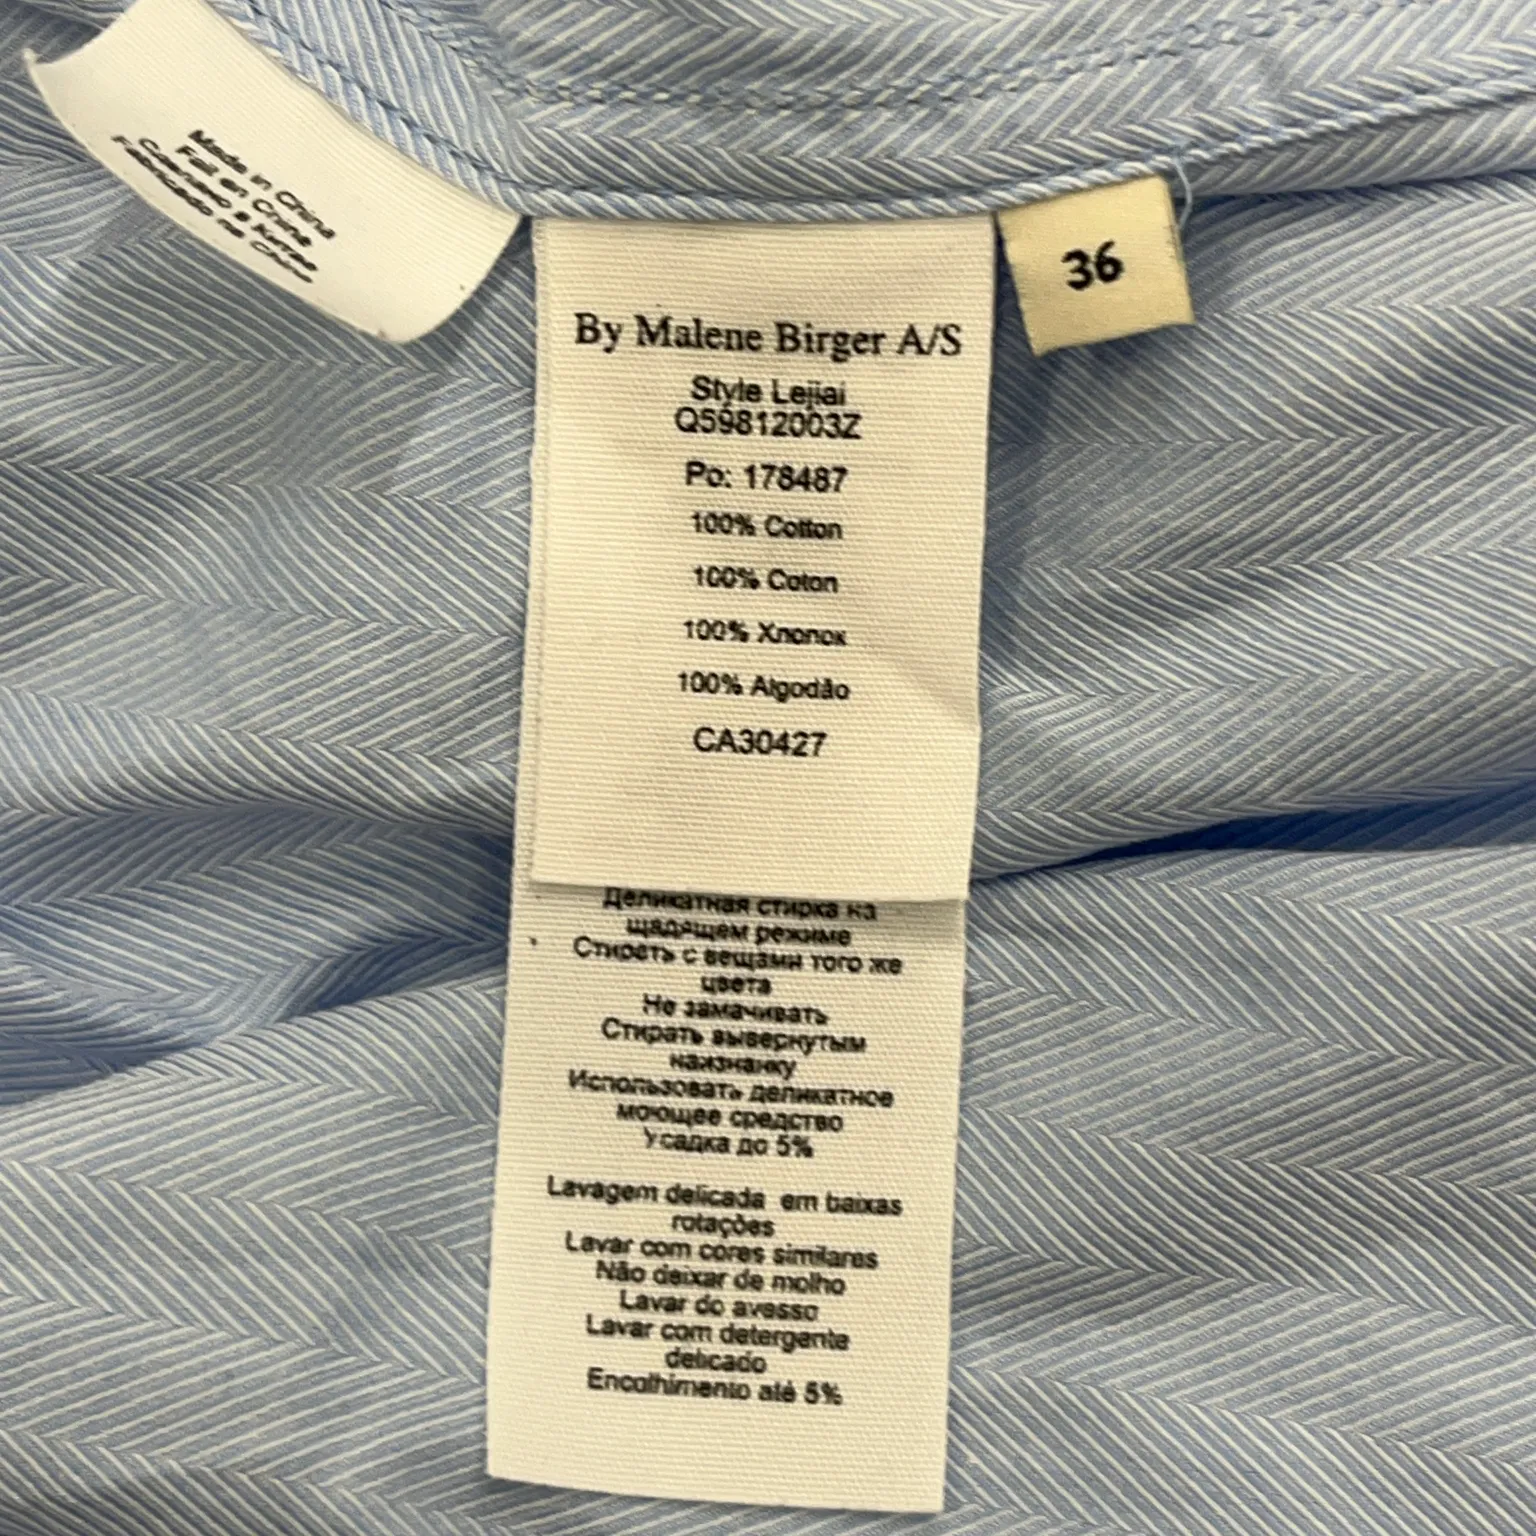 Made in China
Fait en Chine
Сделано в Китае
Fabricado na China
36
By Malene Birger A/S
Style Lejiai
Q59812003Z
Po: 178487
100% Cotton
100% Coton
100% Хлопок
100% Algodão
CA30427
Деликатная стирка на
щадящем режиме
Стирать с вещами того же
цвета
Не замачивать
Стирать вывернутым
наизнанку
Использовать деликатное
моющее средство
Усадка до 5%
Lavagem delicada em baixas
rotações
Lavar com cores similares
Não deixar de molho
Lavar do avesso
Lavar com detergente
delicado
Encolhimento até 5%